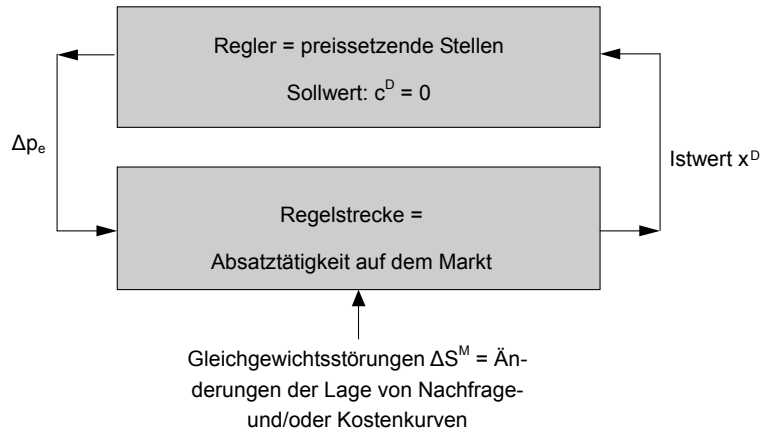 Regler = preissetzende Stellen
Sollwert: c^D = 0
Δp_e
Istwert x^D
Regelstrecke =
Absatztätigkeit auf dem Markt
Gleichgewichtsstörungen ΔS^M = Än-
derungen der Lage von Nachfrage-
und/oder Kostenkurven